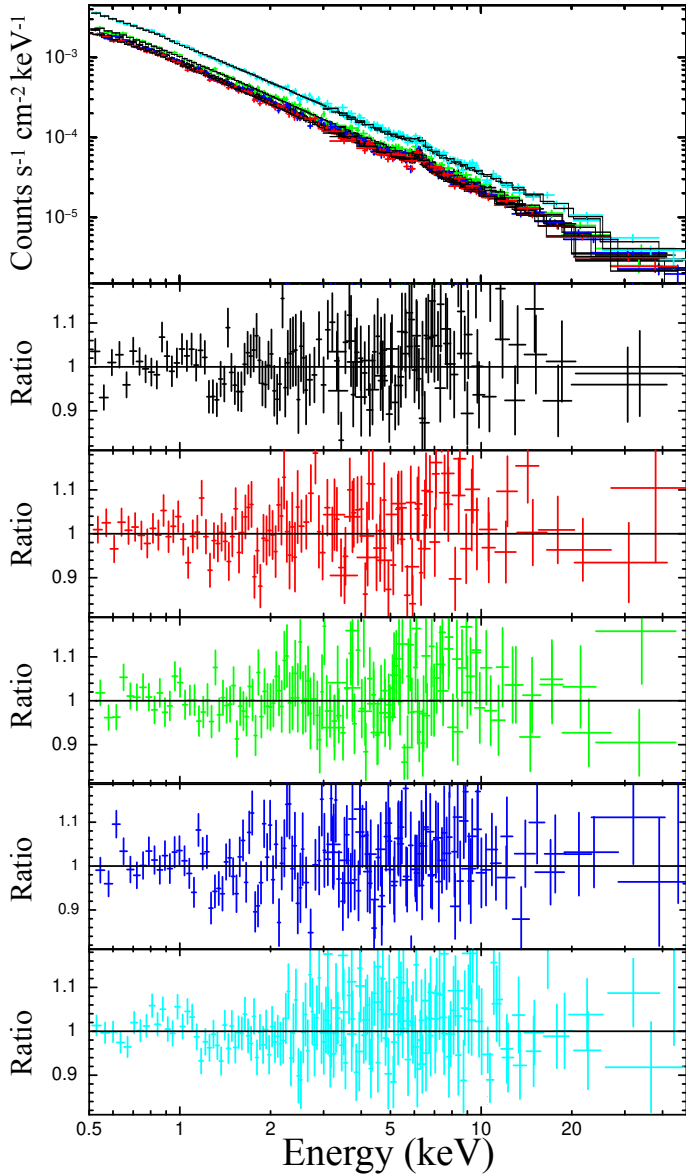 Counts s⁻¹ cm⁻² keV⁻¹
10⁻³
10⁻⁴
10⁻⁵
Ratio
1.1
1
0.9
Ratio
1.1
1
0.9
Ratio
1.1
1
0.9
Ratio
1.1
1
0.9
Ratio
1.1
1
0.9
0.5 1 2 5 10 20
Energy (keV)